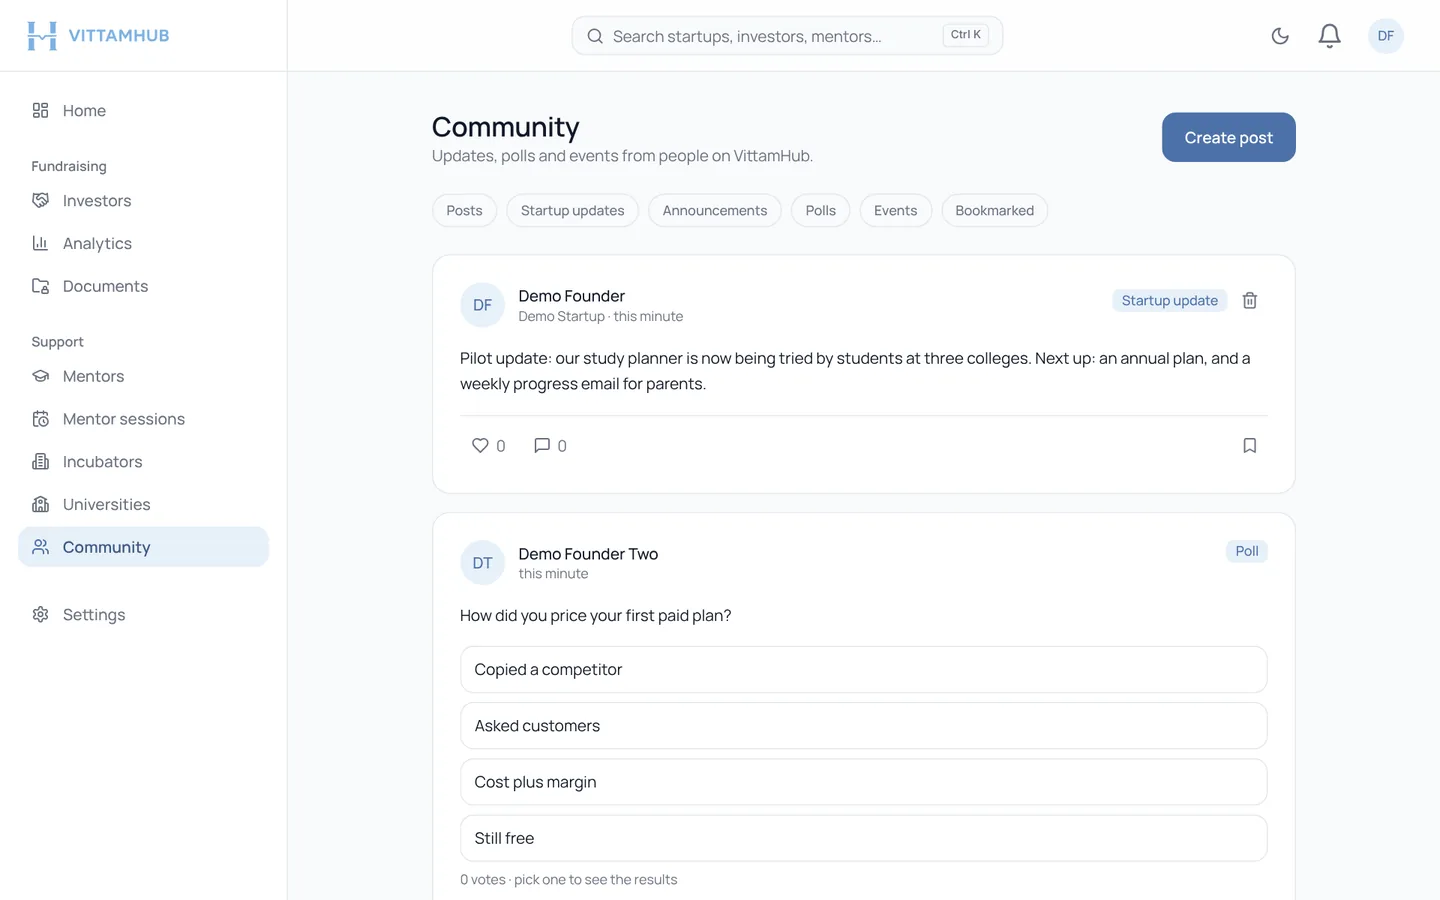 VITTAMHUB
Search startups, investors, mentors...
Ctrl K
DF
Home
Fundraising
Investors
Analytics
Documents
Support
Mentors
Mentor sessions
Incubators
Universities
Community
Settings
Community
Updates, polls and events from people on VittamHub.
Create post
Posts
Startup updates
Announcements
Polls
Events
Bookmarked
DF
Demo Founder
Demo Startup · this minute
Startup update
Pilot update: our study planner is now being tried by students at three colleges. Next up: an annual plan, and a
weekly progress email for parents.
0
0
DT
Demo Founder Two
this minute
Poll
How did you price your first paid plan?
Copied a competitor
Asked customers
Cost plus margin
Still free
0 votes · pick one to see the results